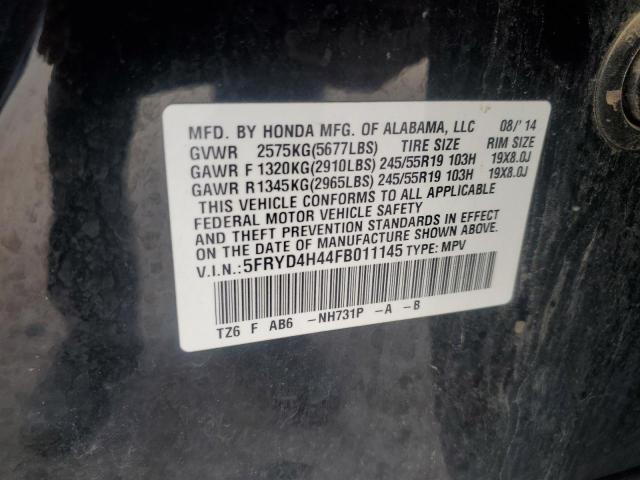 MFD. BY HONDA MFG. OF ALABAMA, LLC 08/'14
GVWR 2575KG(5677LBS) TIRE SIZE RIM SIZE
GAWR F 1320KG(2910LBS) 245/55R19 103H 19X8.0J
GAWR R1345KG(2965LBS) 245/55R19 103H 19X8.0J
THIS VEHICLE CONFORMS TO ALL APPLICABLE
FEDERAL MOTOR VEHICLE SAFETY
AND THEFT PREVENTION STANDARDS IN EFFECT
ON THE DATE OF MANUFACTURE SHOWN ABOVE.
V.I.N.: 5FRYD4H44FB011145 TYPE: MPV
TZ6 F AB6 -NH731P -A -B